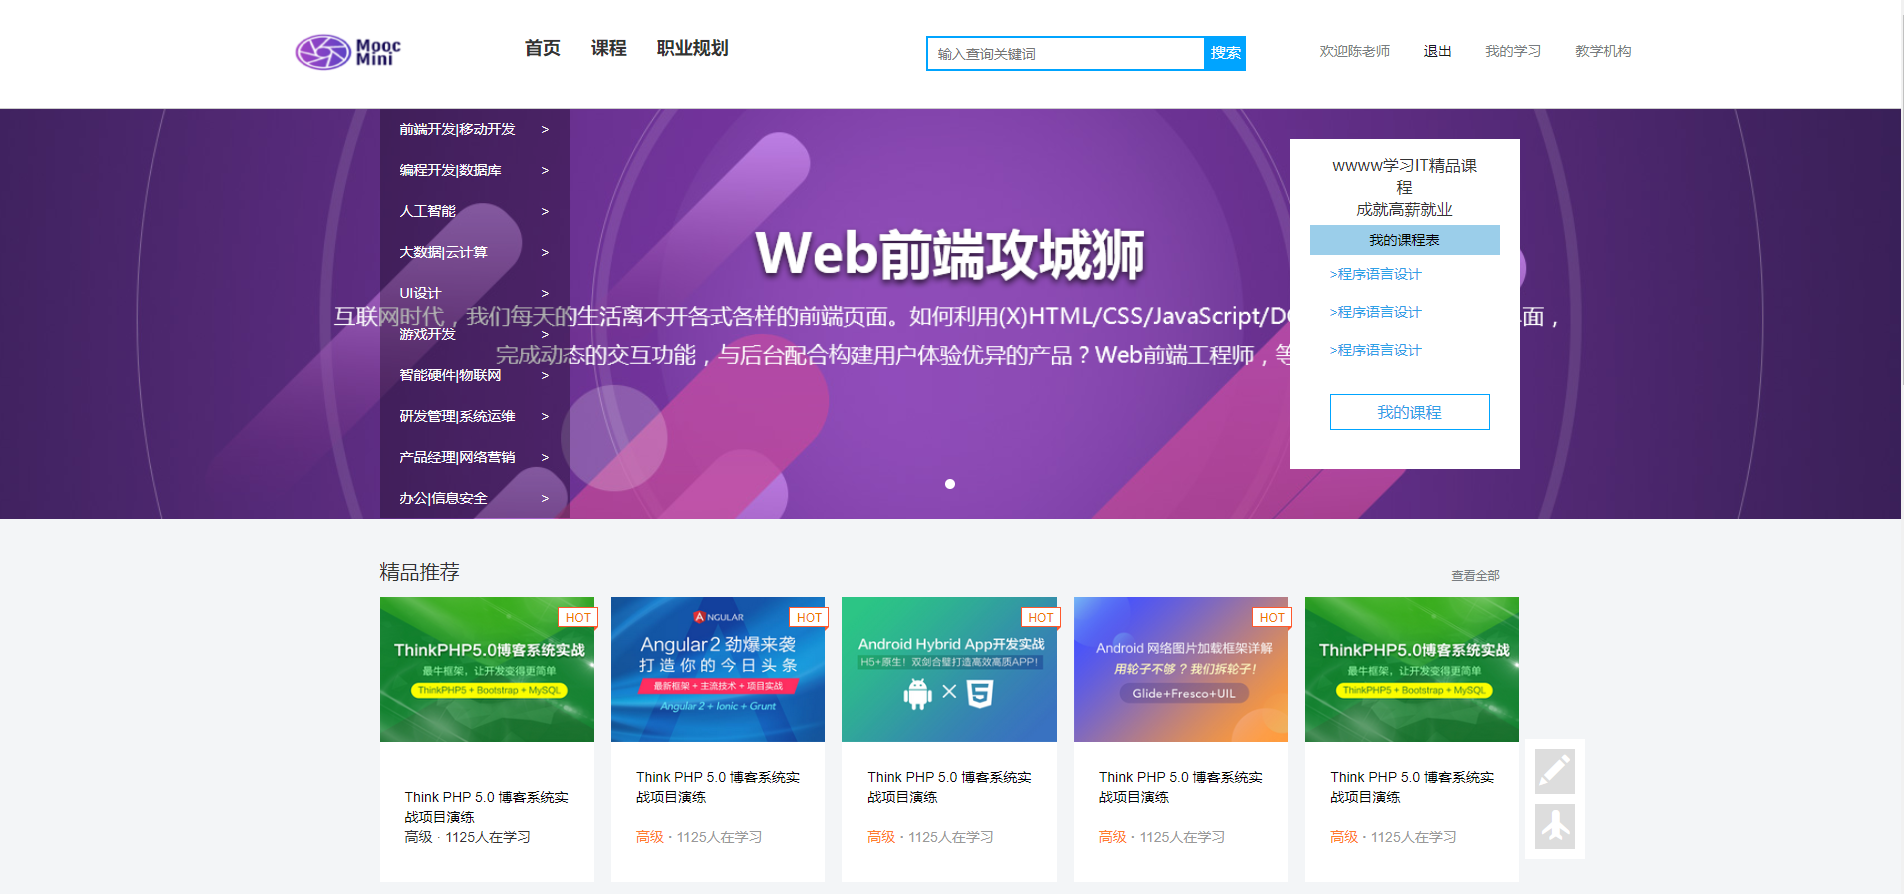 Mooc
Mini
首页 课程 职业规划
输入查询关键词 搜索
欢迎陈老师 退出 我的学习 教学机构
前端开发|移动开发 >
编程开发|数据库 >
人工智能 >
大数据|云计算 >
UI设计 >
游戏开发 >
智能硬件|物联网 >
研发管理|系统运维 >
产品经理|网络营销 >
办公|信息安全 >
Web前端攻城狮
互联网时代，我们每天的生活离不开各式各样的前端页面。如何利用(X)HTML/CSS/JavaScript/D 面，
完成动态的交互功能，与后台配合构建用户体验优异的产品？Web前端工程师，等
wwww学习IT精品课
程
成就高薪就业
我的课程表
>程序语言设计
>程序语言设计
>程序语言设计
我的课程
精品推荐 查看全部
HOT
ThinkPHP5.0博客系统实战
最牛框架，让开发变得更简单
ThinkPHP5 + Bootstrap + MySQL
Think PHP 5.0 博客系统实
战项目演练
高级 · 1125人在学习
HOT
ANGULAR
Angular2 劲爆来袭
打造你的今日头条
最新框架 + 主流技术 + 项目实战
Angular 2 + Ionic + Grunt
Think PHP 5.0 博客系统实
战项目演练
高级 · 1125人在学习
HOT
Android Hybrid App开发实战
H5+原生！双剑合璧打造高效高质APP！
Think PHP 5.0 博客系统实
战项目演练
高级 · 1125人在学习
HOT
Android 网络图片加载框架详解
用轮子不够？我们拆轮子！
Glide+Fresco+UIL
Think PHP 5.0 博客系统实
战项目演练
高级 · 1125人在学习
ThinkPHP5.0博客系统实战
最牛框架，让开发变得更简单
ThinkPHP5 + Bootstrap + MySQL
Think PHP 5.0 博客系统实
战项目演练
高级 · 1125人在学习